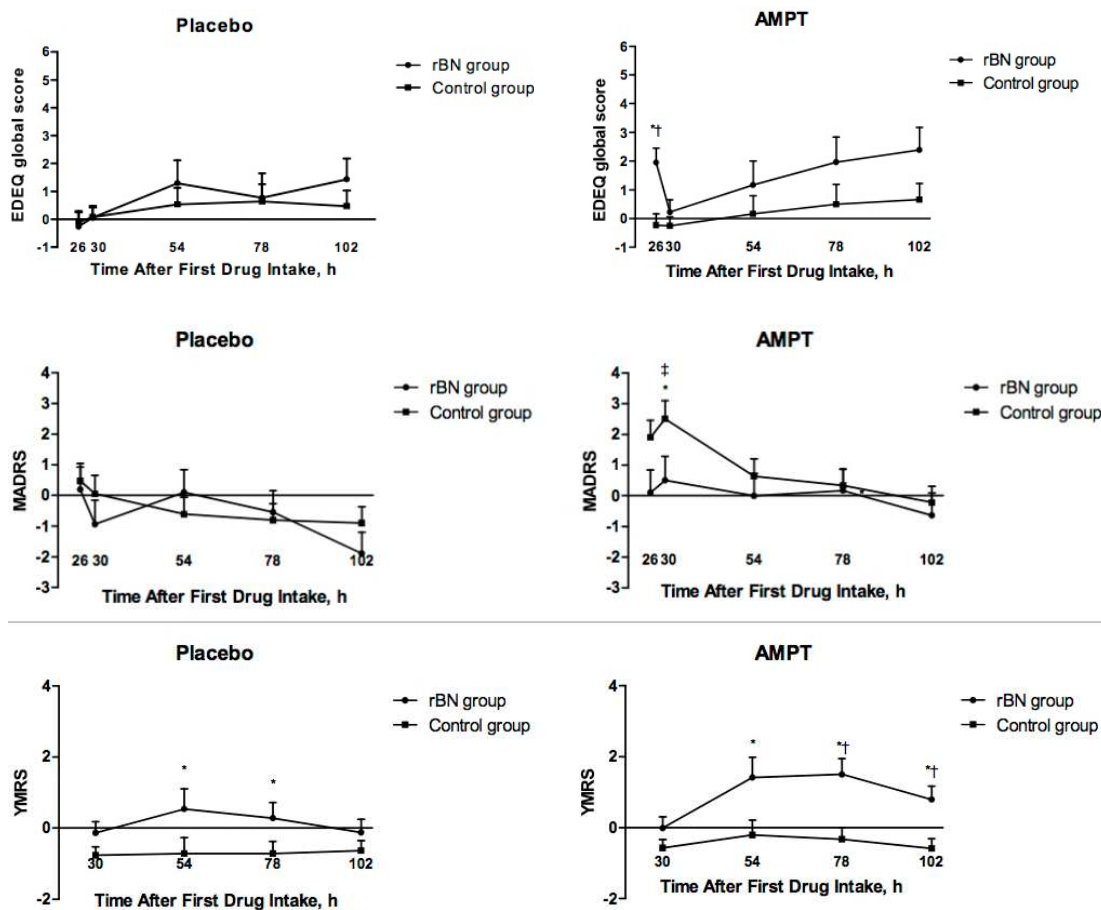 Placebo
6
5
4
3
2
1
0
-1
EDEQ global score
26 30 54 78 102
Time After First Drug Intake, h
rBN group
Control group
AMPT
6
5
4
3
2
1
0
-1
EDEQ global score
*†
26 30 54 78 102
Time After First Drug Intake, h
rBN group
Control group
Placebo
4
3
2
1
0
-1
-2
-3
MADRS
26 30 54 78 102
Time After First Drug Intake, h
rBN group
Control group
AMPT
4
3
2
1
0
-1
-2
-3
MADRS
‡
*
26 30 54 78 102
Time After First Drug Intake, h
rBN group
Control group
Placebo
4
2
0
-2
YMRS
* *
30 54 78 102
Time After First Drug Intake, h
rBN group
Control group
AMPT
4
2
0
-2
YMRS
* *† *†
30 54 78 102
Time After First Drug Intake, h
rBN group
Control group